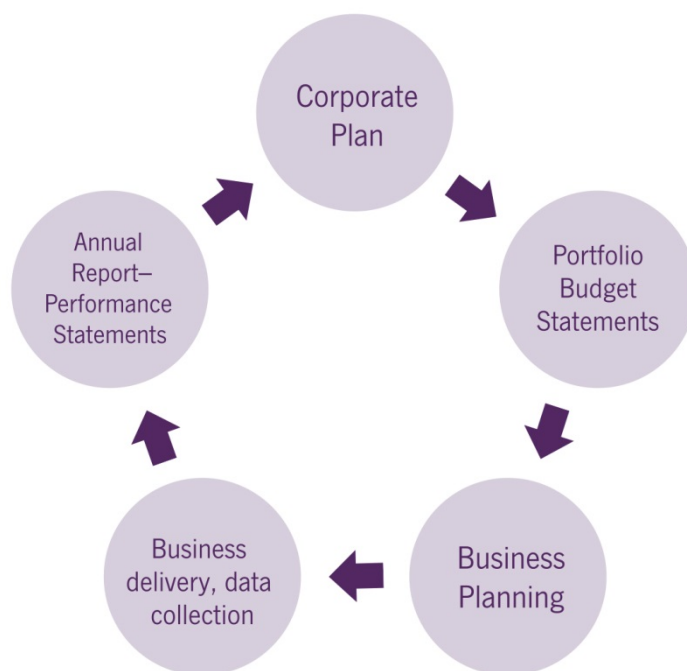 Corporate
Plan
Portfolio
Budget
Statements
Business
Planning
Business
delivery, data
collection
Annual
Report–
Performance
Statements